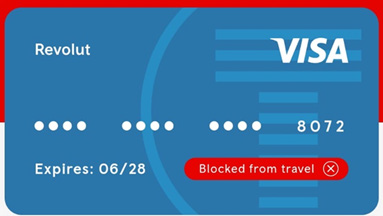 Revolut
VISA
•••• •••• •••• 8072
Expires: 06/28
Blocked from travel